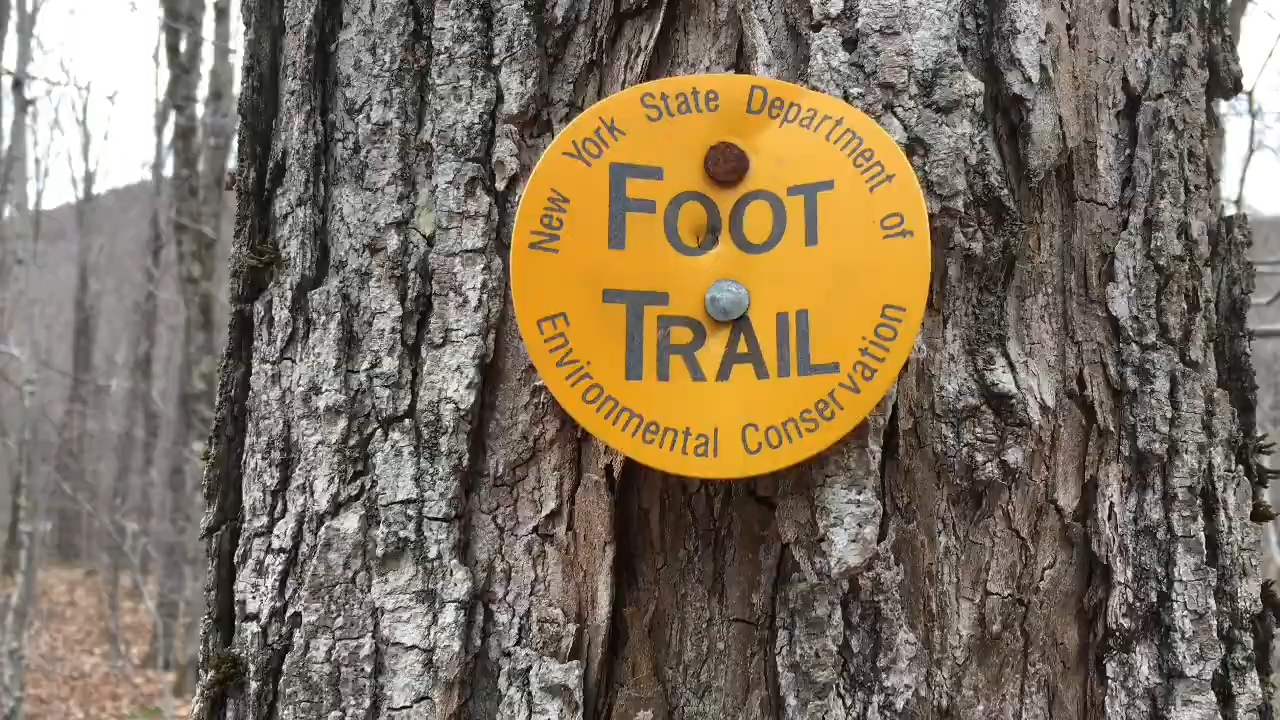 New York State Department of
FOOT
TRAIL
Environmental Conservation